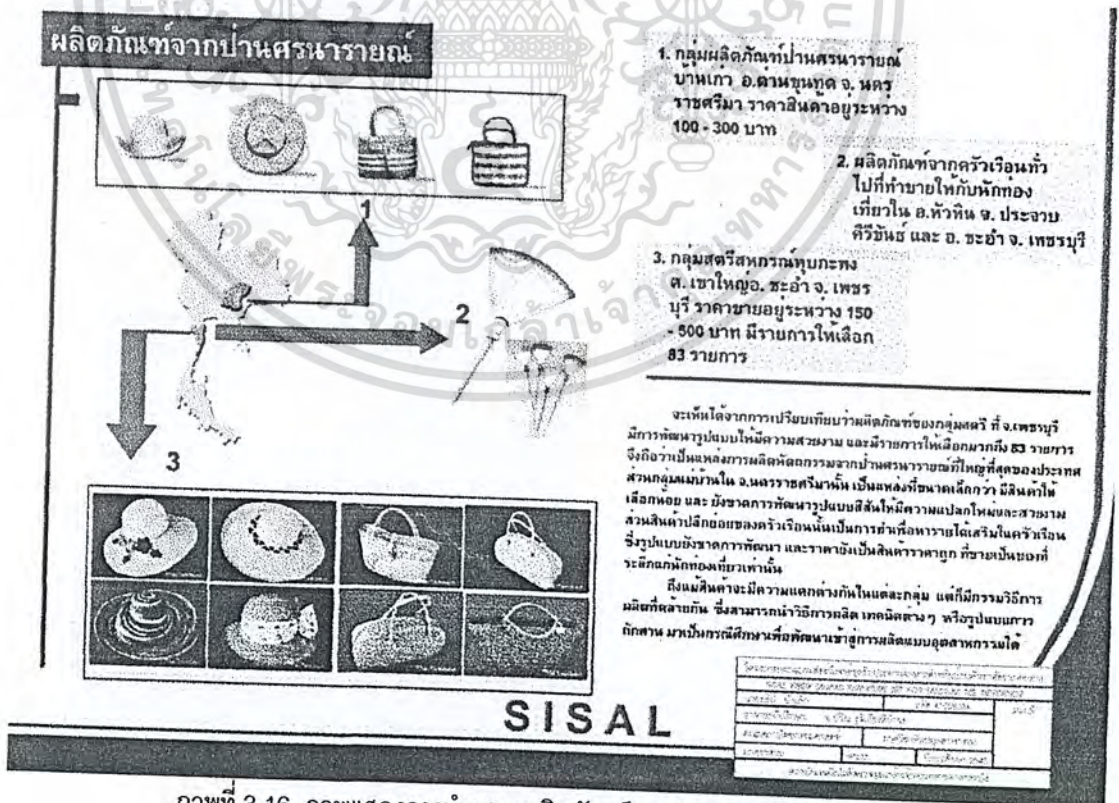 ผลิตภัณฑ์จากป่านศรนารายณ์
1. กลุ่มผลิตภัณฑ์ป่านศรนารายณ์
บ้านเก่า อ.ด่านขุนทด จ. นคร
ราชศรีมา ราคาสินค้าอยู่ระหว่าง
100 - 300 บาท
2. ผลิตภัณฑ์จากครัวเรือนทั่ว
ไปที่ทำขายให้กับนักท่อง
เที่ยวใน อ.หัวหิน จ. ประจวบ
คีรีขันธ์ และ อ. ชะอำ จ. เพชรบุรี
3. กลุ่มสตรีสหกรณ์หุบกะพง
ต. เขาใหญ่อ. ชะอำ จ. เพชร
บุรี ราคาขายอยู่ระหว่าง 150
- 500 บาท มีรายการให้เลือก
83 รายการ
1
2
3
จะเห็นได้จากการเปรียบเทียบว่าผลิตภัณฑ์ของกลุ่มสตรี ที่ จ.เพชรบุรี
มีการพัฒนารูปแบบให้มีความสวยงาม และมีรายการให้เลือกมากถึง 83 รายการ
จึงถือว่าเป็นแหล่งการผลิตหัตถกรรมจากป่านศรนารายณ์ที่ใหญ่ที่สุดของประเทศ
ส่วนกลุ่มแม่บ้านใน จ.นครราชศรีมานั้น เป็นแหล่งที่ขนาดเล็กกว่า มีสินค้าให้
เลือกน้อย และ ยังขาดการพัฒนารูปแบบสีสันให้มีความแปลกใหม่และสวยงาม
ส่วนสินค้าปลีกย่อยของครัวเรือนนั้นเป็นการทำเพื่อหารายได้เสริมในครัวเรือน
ซึ่งรูปแบบยังขาดการพัฒนา และราคายังเป็นสินค้าราคาถูก ที่ขายเป็นของที่
ระลึกแก่นักท่องเที่ยวเท่านั้น
ถึงแม้สินค้าจะมีความแตกต่างกันในแต่ละกลุ่ม แต่ก็มีกรรมวิธีการ
ผลิตที่คล้ายกัน ซึ่งสามารถนำวิธีการผลิต เทคนิคต่างๆ หรือรูปแบบการ
ถักสาน มาเป็นกรณีศึกษาเพื่อพัฒนาเข้าสู่การผลิตแบบอุตสาหกรรมได้
SISAL